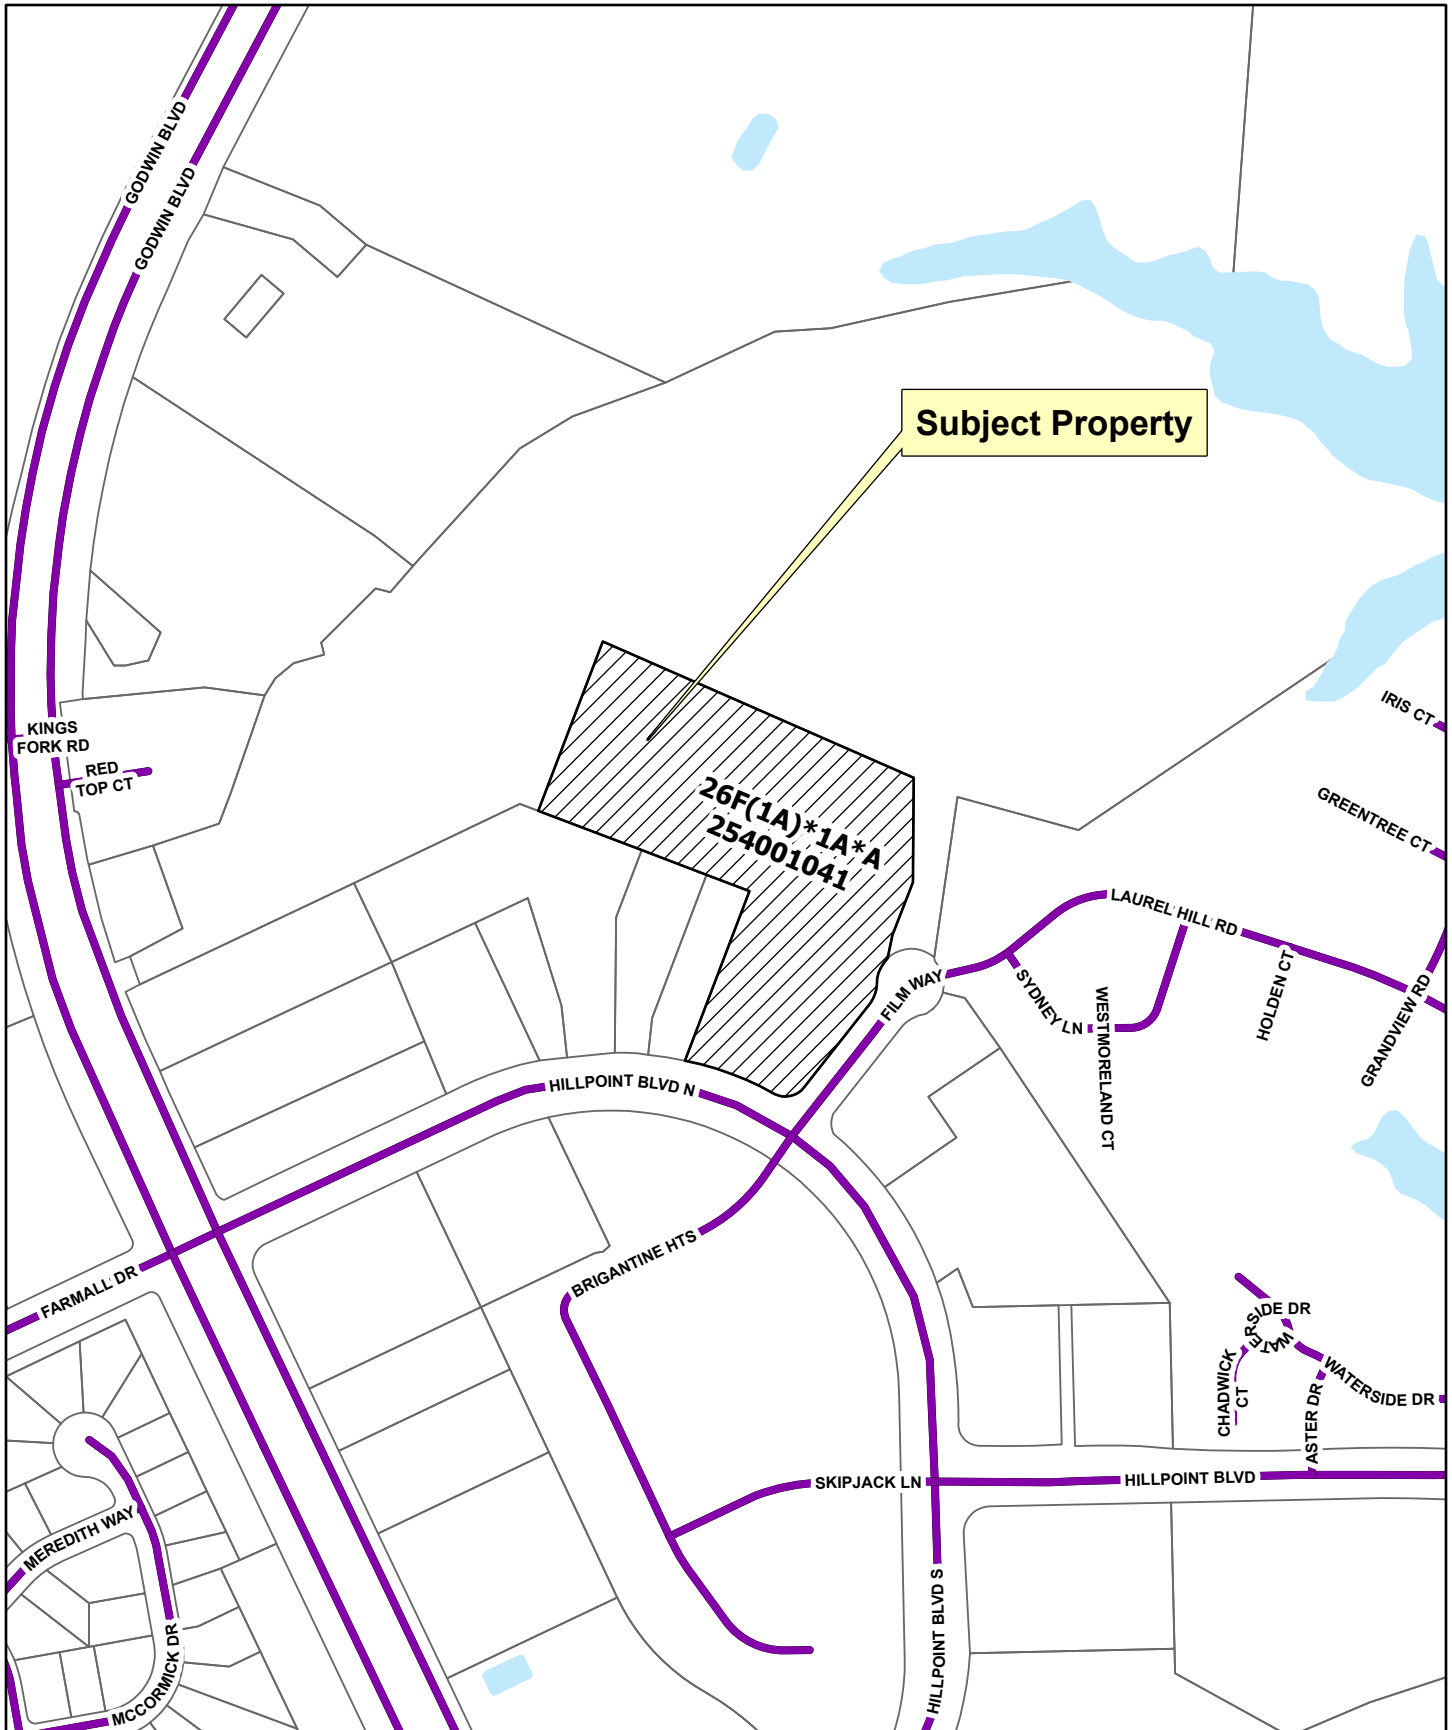 GODWIN BLVD
GODWIN BLVD
Subject Property
IRIS CT
KINGS
FORK RD
RED
TOP CT
26F(1A)*1A*A
254001041
GREENTREE CT
LAUREL HILL RD
FILM WAY
SYDNEY LN
WESTMORELAND CT
HOLDEN CT
GRANDVIEW RD
HILLPOINT BLVD N
BRIGANTINE HTS
FARMALL DR
WATERSIDE DR
CHADWICK
CT
WATERSIDE DR
ASTER DR
SKIPJACK LN
HILLPOINT BLVD
MEREDITH WAY
HILLPOINT BLVD S
MCCORMICK DR